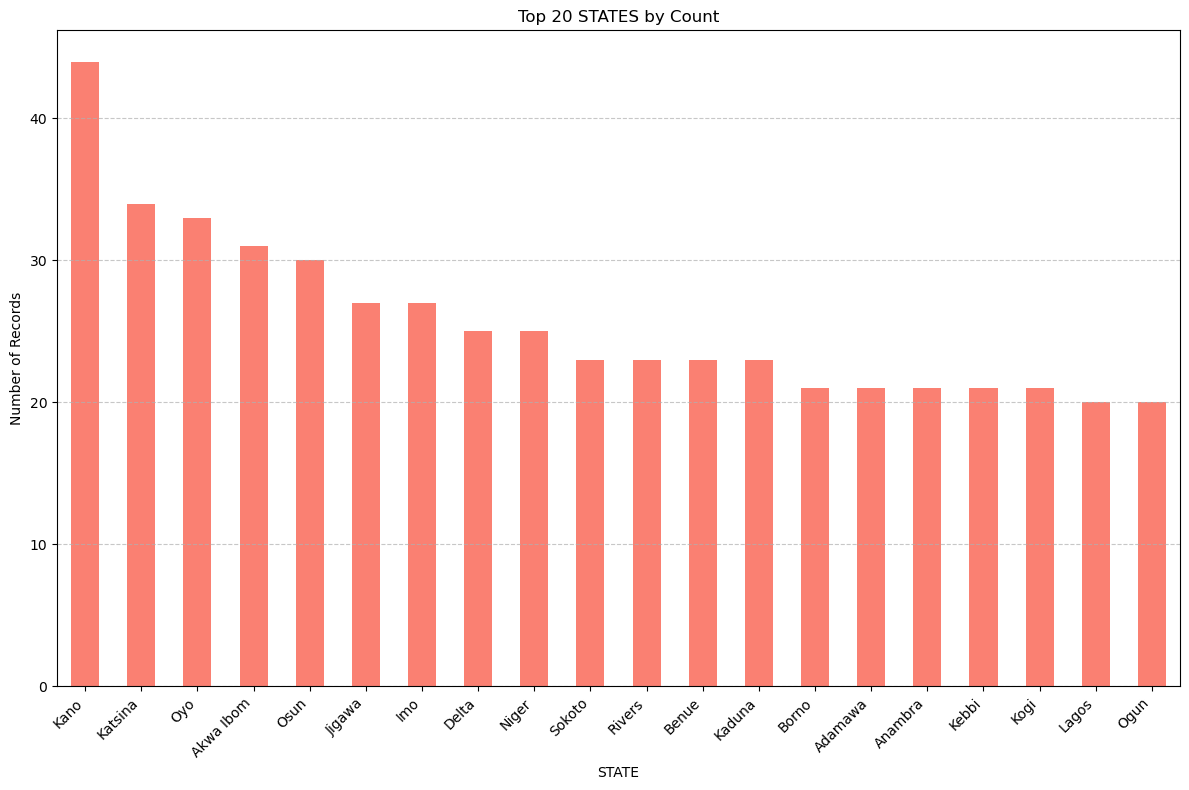 Top 20 STATES by Count
Number of Records
40
30
20
10
0
Kano
Katsina
Oyo
Akwa Ibom
Osun
Jigawa
Imo
Delta
Niger
Sokoto
Rivers
Benue
Kaduna
Borno
Adamawa
Anambra
Kebbi
Kogi
Lagos
Ogun
STATE